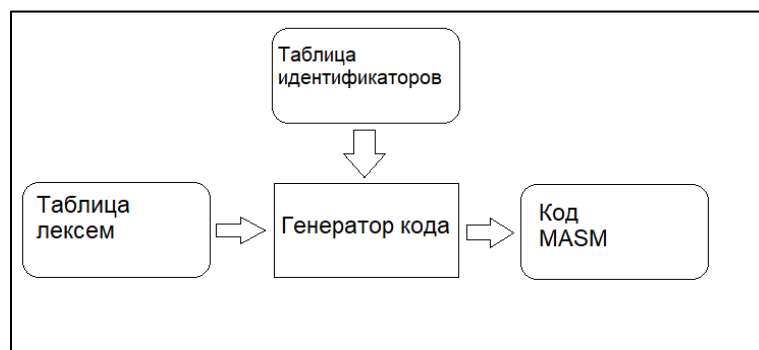 Таблица
идентификаторов
Таблица
лексем
Генератор кода
Код
MASM